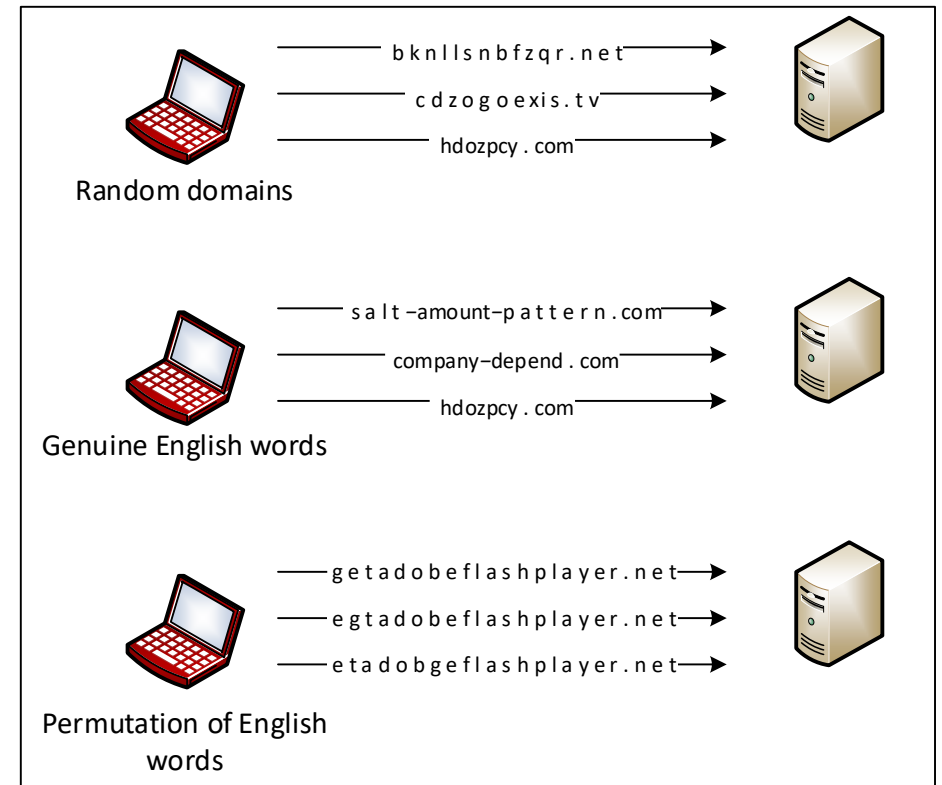 bknllsnbfzqr.net
cdzogoexis.tv
hdozpcy.com
Random domains
salt-amount-pattern.com
company-depend.com
hdozpcy.com
Genuine English words
getadobeflashplayer.net
egtadobeflashplayer.net
etadobgeflashplayer.net
Permutation of English
words